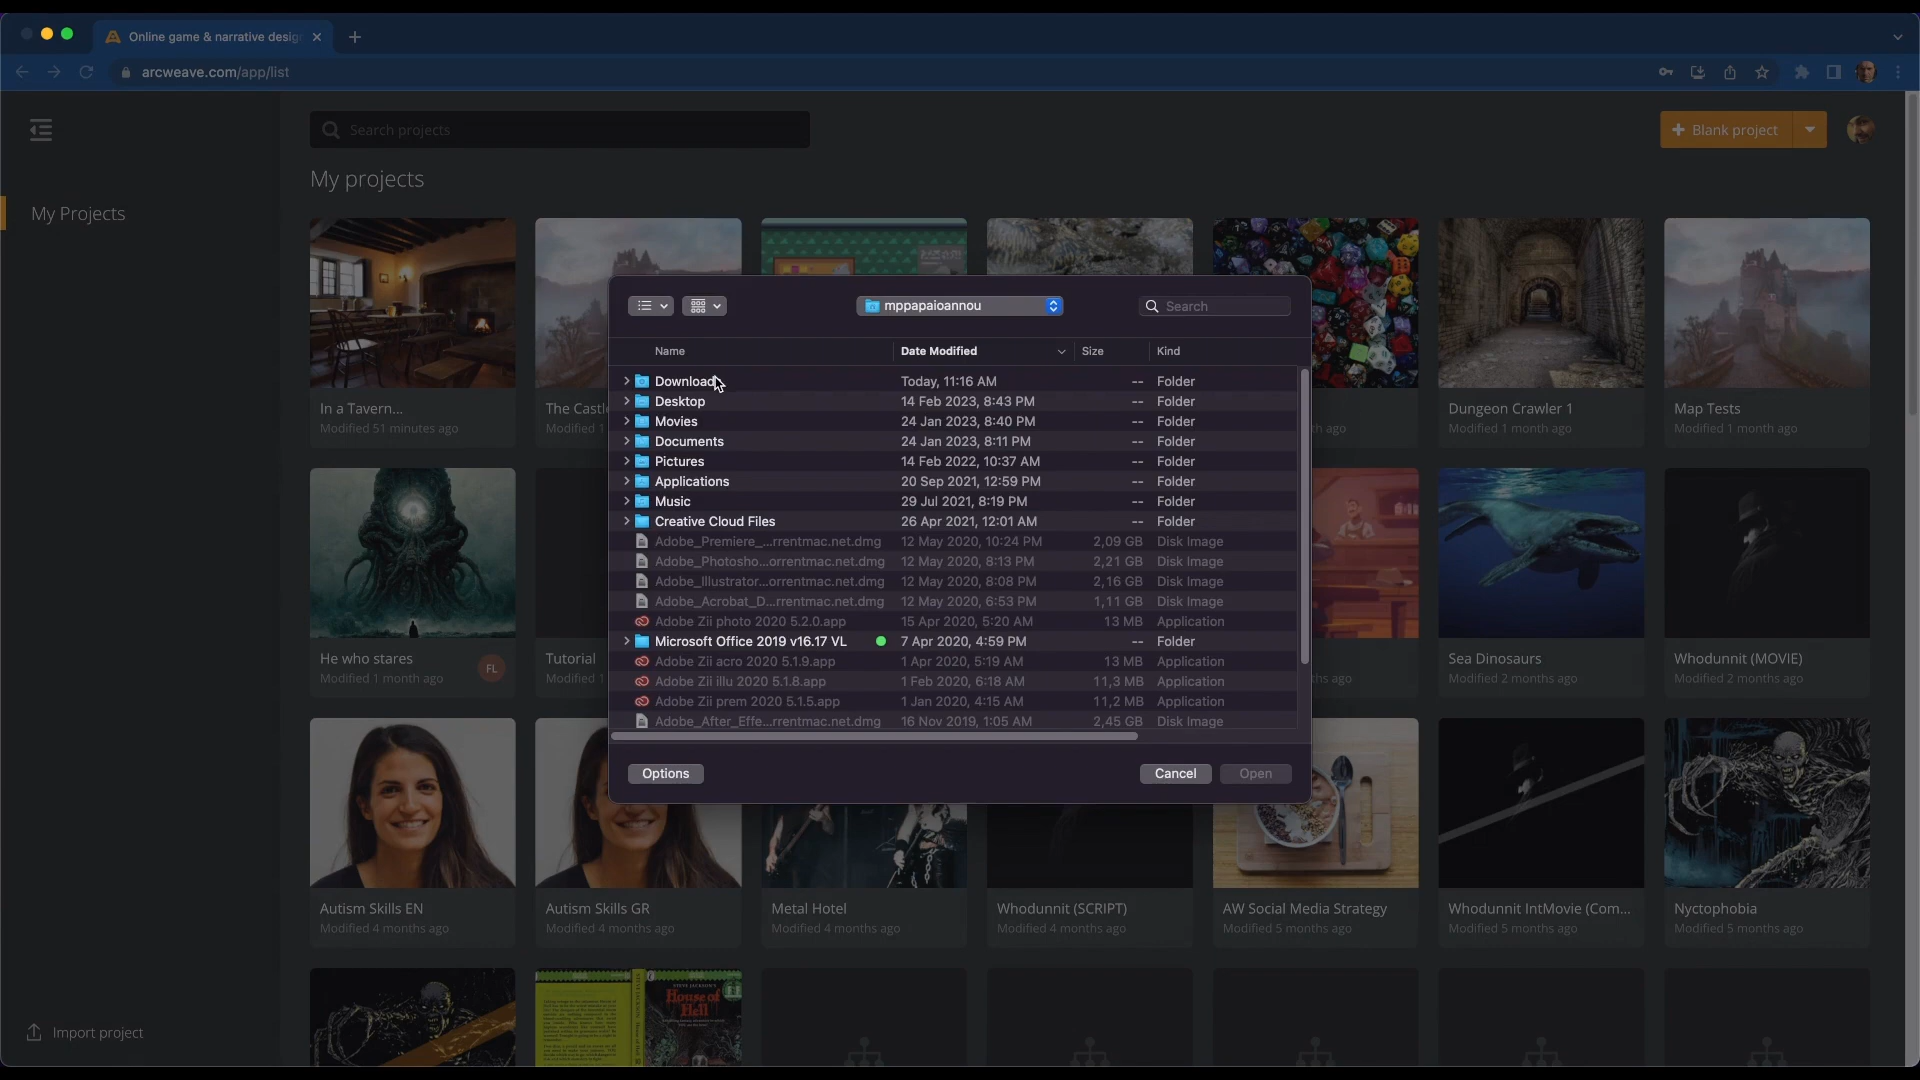 Online game & narrative desig
arcweave.com/app/list
Search projects
Blank project
My projects
My Projects
mppapaioannou
Search
Name
Date Modified
Size
Kind
Download
Today, 11:16 AM
--
Folder
Desktop
14 Feb 2023, 8:43 PM
--
Folder
Movies
24 Jan 2023, 8:40 PM
--
Folder
Documents
24 Jan 2023, 8:11 PM
--
Folder
Pictures
14 Feb 2022, 10:37 AM
--
Folder
Applications
20 Sep 2021, 12:59 PM
--
Folder
Music
29 Jul 2021, 8:19 PM
--
Folder
Creative Cloud Files
26 Apr 2021, 12:01 AM
--
Folder
Adobe_Premiere_...rrentmac.net.dmg
12 May 2020, 10:24 PM
2,09 GB
Disk Image
Adobe_Photosho...orrentmac.net.dmg
12 May 2020, 8:13 PM
2,21 GB
Disk Image
Adobe_Illustrator...orrentmac.net.dmg
12 May 2020, 8:08 PM
2,16 GB
Disk Image
Adobe_Acrobat_D...rrentmac.net.dmg
12 May 2020, 6:53 PM
1,11 GB
Disk Image
Adobe Zii photo 2020 5.2.0.app
15 Apr 2020, 5:20 AM
13 MB
Application
Microsoft Office 2019 v16.17 VL
7 Apr 2020, 4:59 PM
--
Folder
Adobe Zii acro 2020 5.1.9.app
1 Apr 2020, 5:19 AM
13 MB
Application
Adobe Zii illu 2020 5.1.8.app
1 Feb 2020, 6:18 AM
11,3 MB
Application
Adobe Zii prem 2020 5.1.5.app
1 Jan 2020, 4:15 AM
11,2 MB
Application
Adobe_After_Effe...rrentmac.net.dmg
16 Nov 2019, 1:05 AM
2,45 GB
Disk Image
Options
Cancel
Open
In a Tavern...
Modified 51 minutes ago
The Castl
Modified 1
th ago
Dungeon Crawler 1
Modified 1 month ago
Map Tests
Modified 1 month ago
He who stares
Modified 1 month ago
FL
Tutorial
Modified 1
hs ago
Sea Dinosaurs
Modified 2 months ago
Whodunnit (MOVIE)
Modified 2 months ago
Autism Skills EN
Modified 4 months ago
Autism Skills GR
Modified 4 months ago
Metal Hotel
Modified 4 months ago
Whodunnit (SCRIPT)
Modified 4 months ago
AW Social Media Strategy
Modified 5 months ago
Whodunnit IntMovie (Com...
Modified 5 months ago
Nyctophobia
Modified 5 months ago
STEVE JACKSON'S
House of
Hell
Import project